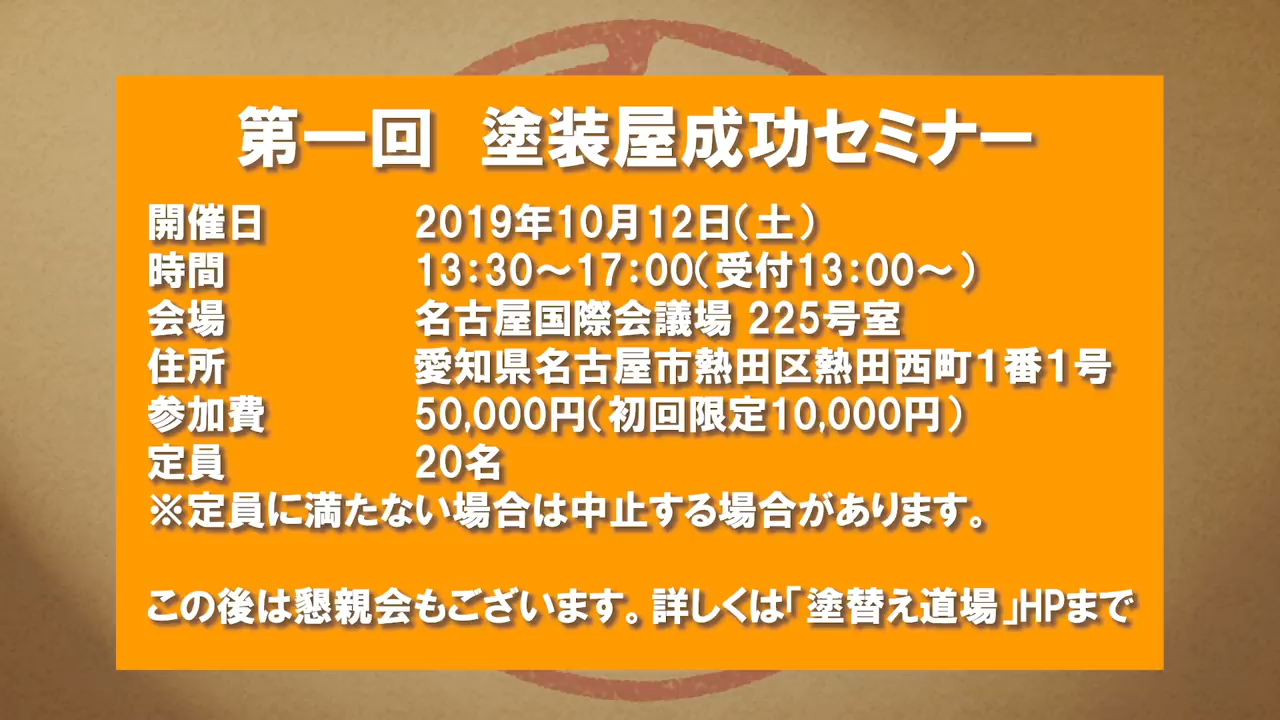 第一回　塗装屋成功セミナー
開催日　2019年10月12日（土）
時間　13：30～17：00（受付13：00～）
会場　名古屋国際会議場 225号室
住所　愛知県名古屋市熱田区熱田西町１番１号
参加費　50,000円（初回限定10,000円）
定員　20名
※定員に満たない場合は中止する場合があります。
この後は懇親会もございます。詳しくは「塗替え道場」HPまで